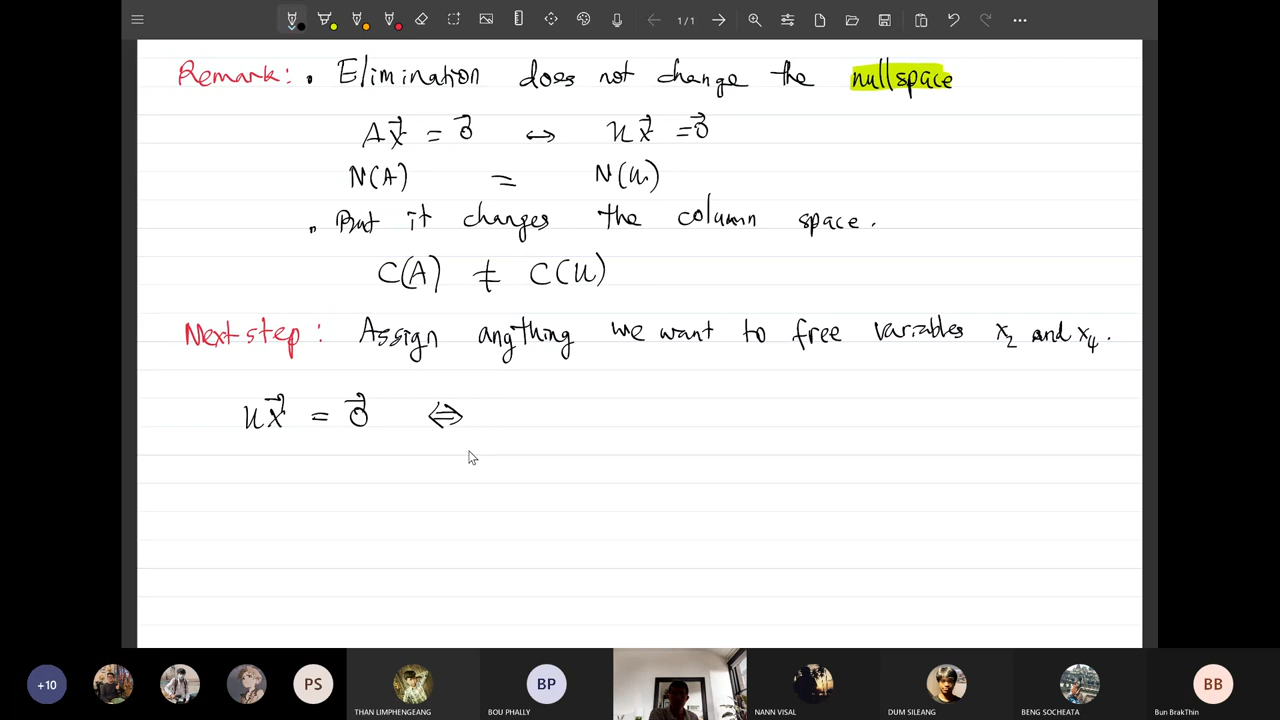 1/1
Remark: . Elimination does not change the nullspace
Ax⃗ = 0⃗ ↔ Ux⃗ = 0⃗
N(A) = N(U)
. But it changes the column space.
C(A) ≠ C(U)
Next step: Assign anything we want to free variables x₂ and x₄.
Ux⃗ = 0⃗ ⇔
+10 PS BP BB
THAN LIMPHENGEANG BOU PHALLY NANN VISAL DUM SILEANG BENG SOCHEATA Bun BrakThin